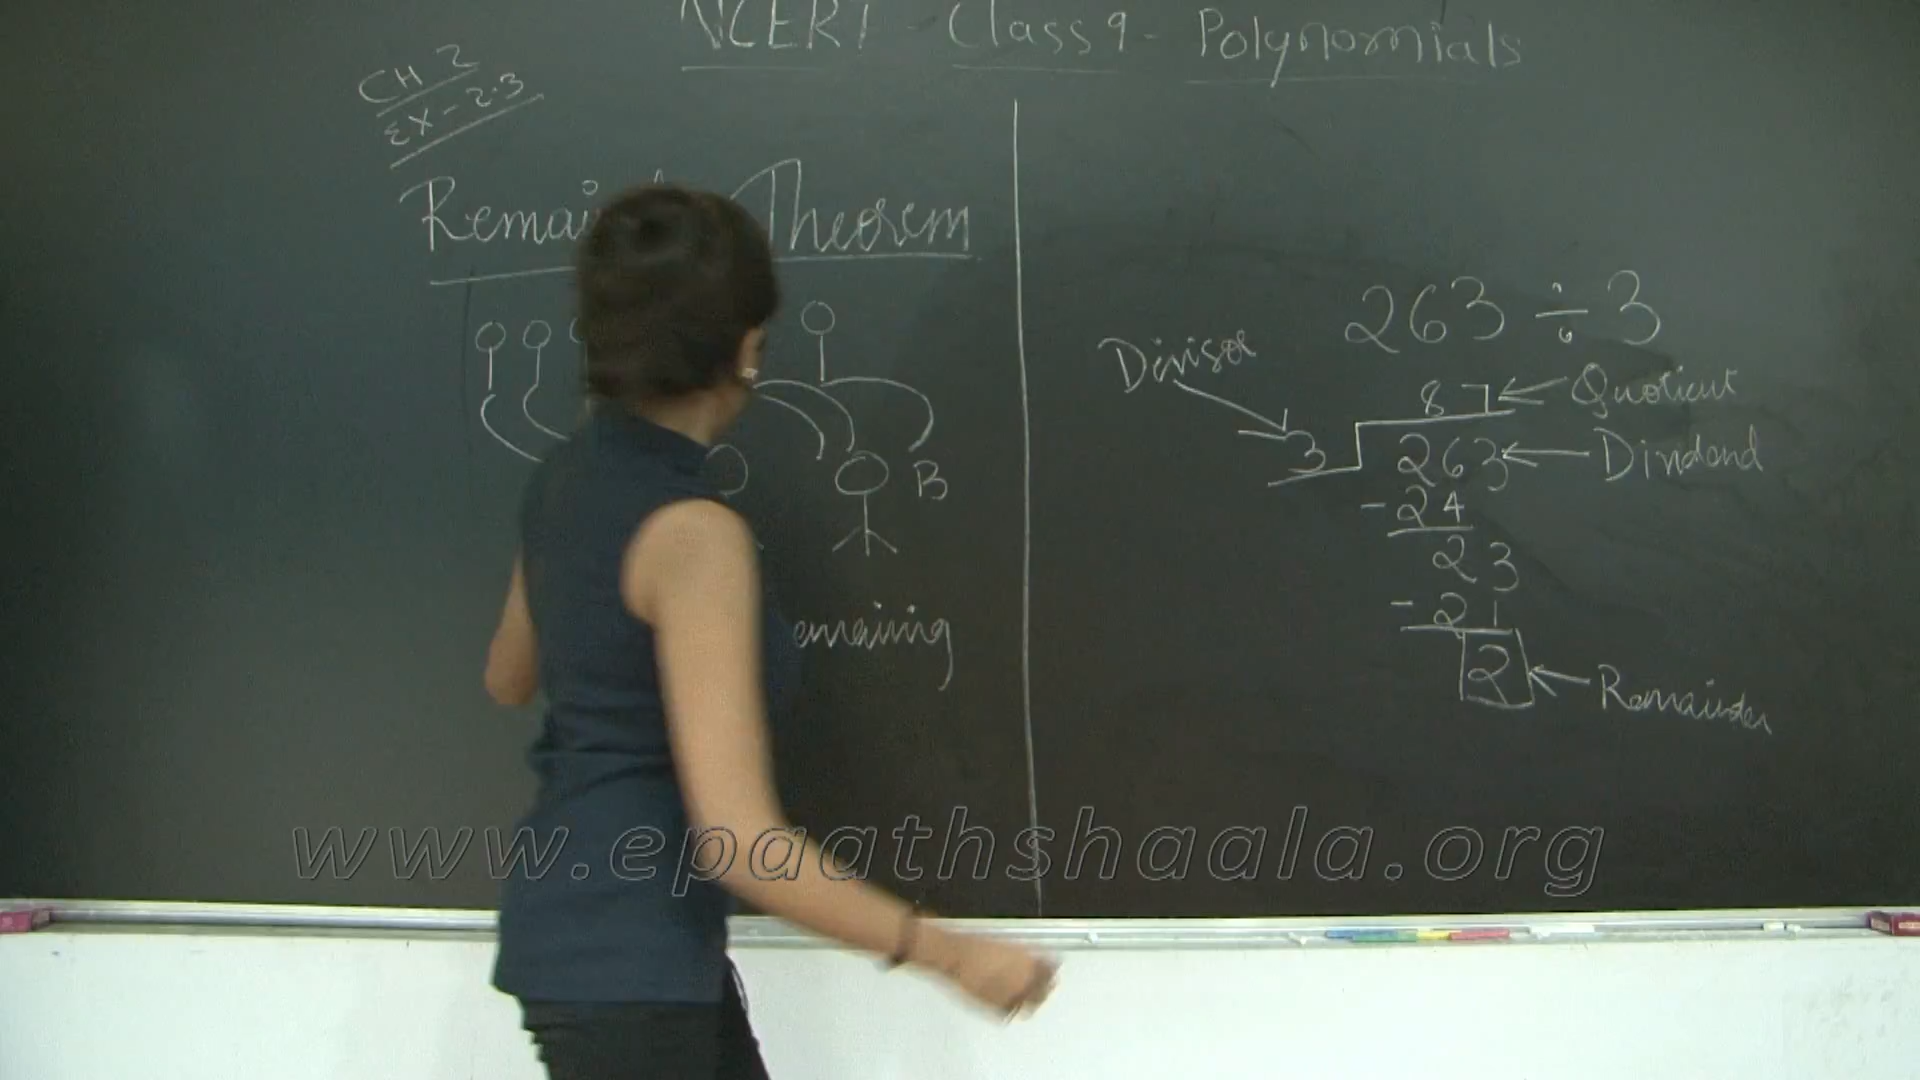 NCERT - Class 9 - Polynomials
CH 2
EX - 2.3
Theorem
B
263 ÷ 3
Divisor
87 Quotient
3 263 Dividend
- 24
23
- 21
2 Remainder
www.epaathshaala.org